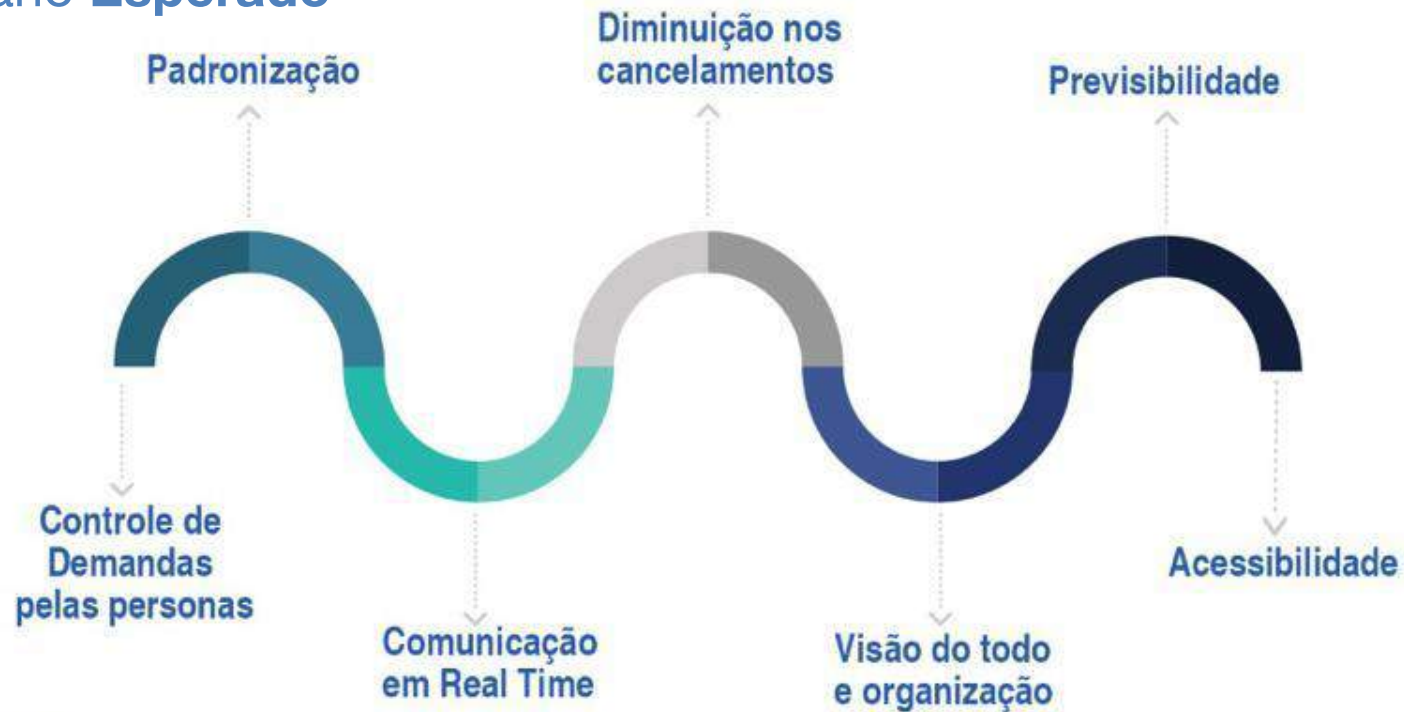 Esperado
Padronização
Diminuição nos
cancelamentos
Previsibilidade
Controle de
Demandas
pelas personas
Comunicação
em Real Time
Visão do todo
e organização
Acessibilidade